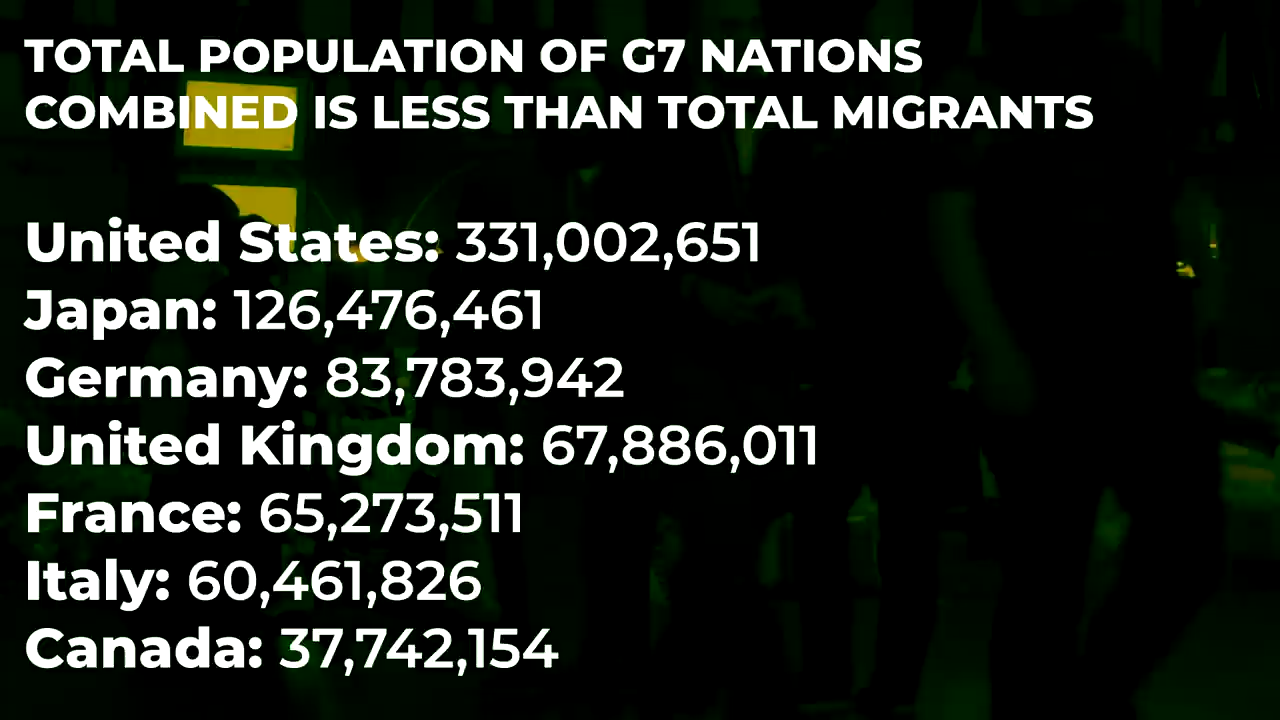 TOTAL POPULATION OF G7 NATIONS
COMBINED IS LESS THAN TOTAL MIGRANTS
United States: 331,002,651
Japan: 126,476,461
Germany: 83,783,942
United Kingdom: 67,886,011
France: 65,273,511
Italy: 60,461,826
Canada: 37,742,154